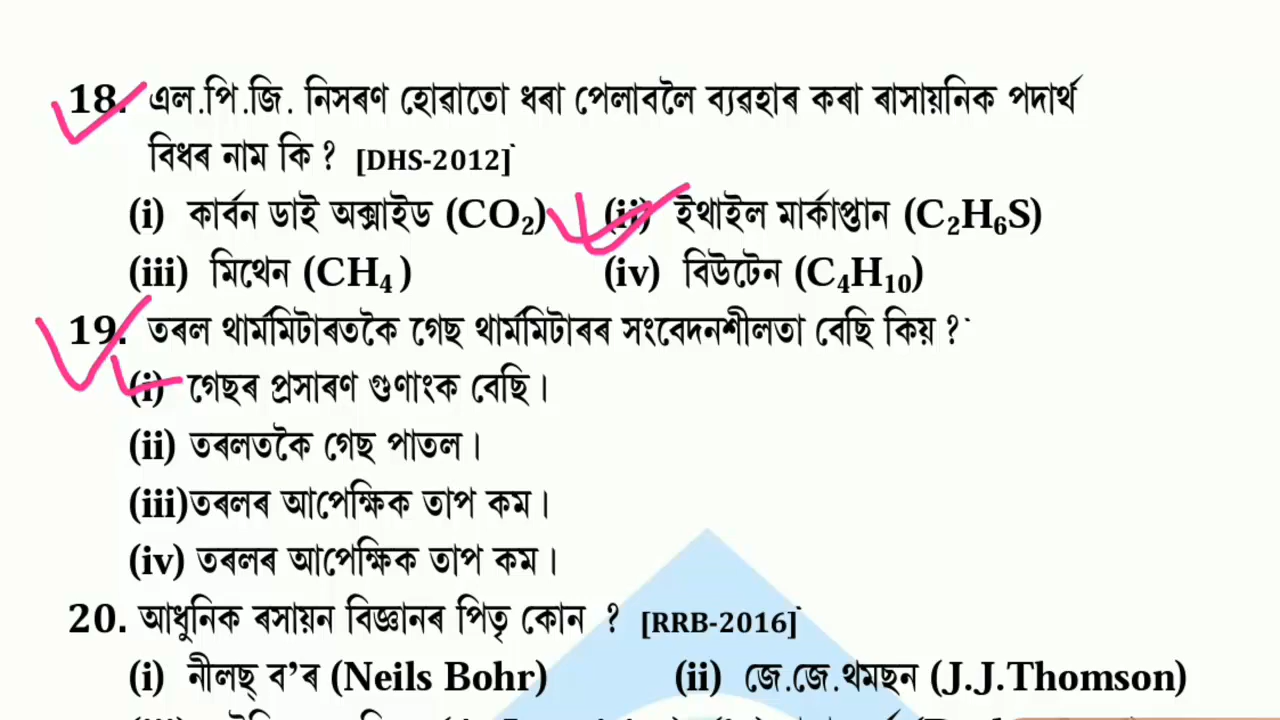 18. এল.পি.জি. নিসৰণ হোৱাতো ধৰা পেলাবলৈ ব্যৱহাৰ কৰা ৰাসায়নিক পদাৰ্থ
বিধৰ নাম কি ? [DHS-2012]
(i) কাৰ্বন ডাই অক্সাইড (CO₂) (ii) ইথাইল মাৰ্কাপ্তান (C₂H₆S)
(iii) মিথেন (CH₄) (iv) বিউটেন (C₄H₁₀)
19. তৰল থাৰ্মমিটাৰতকৈ গেছ থাৰ্মমিটাৰৰ সংবেদনশীলতা বেছি কিয় ?
(i) গেছৰ প্ৰসাৰণ গুণাংক বেছি।
(ii) তৰলতকৈ গেছ পাতল।
(iii)তৰলৰ আপেক্ষিক তাপ কম।
(iv) তৰলৰ আপেক্ষিক তাপ কম।
20. আধুনিক ৰসায়ন বিজ্ঞানৰ পিতৃ কোন ? [RRB-2016]
(i) নীলছ্ ব’ৰ (Neils Bohr) (ii) জে.জে.থমছন (J.J.Thomson)